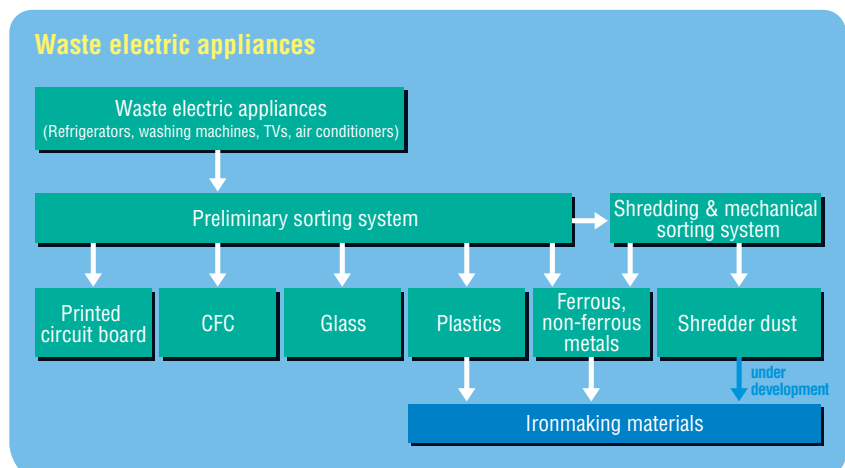 Waste electric appliances
Waste electric appliances
(Refrigerators, washing machines, TVs, air conditioners)
Preliminary sorting system
Shredding & mechanical
sorting system
Printed
circuit board
CFC
Glass
Plastics
Ferrous,
non-ferrous
metals
Shredder dust
under
development
Ironmaking materials